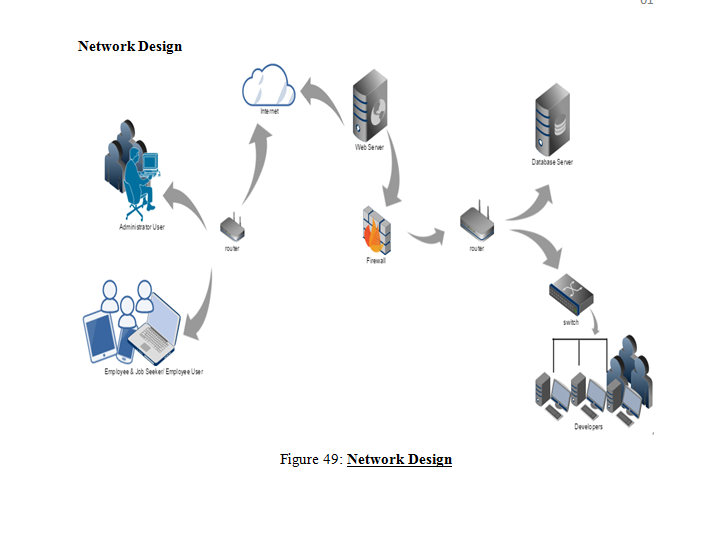 Network Design
Internet
Web Server
Database Server
Administrator User
router
Firewall
router
switch
Employee & Job Seeker/ Employee User
Developers
Figure 49: Network Design